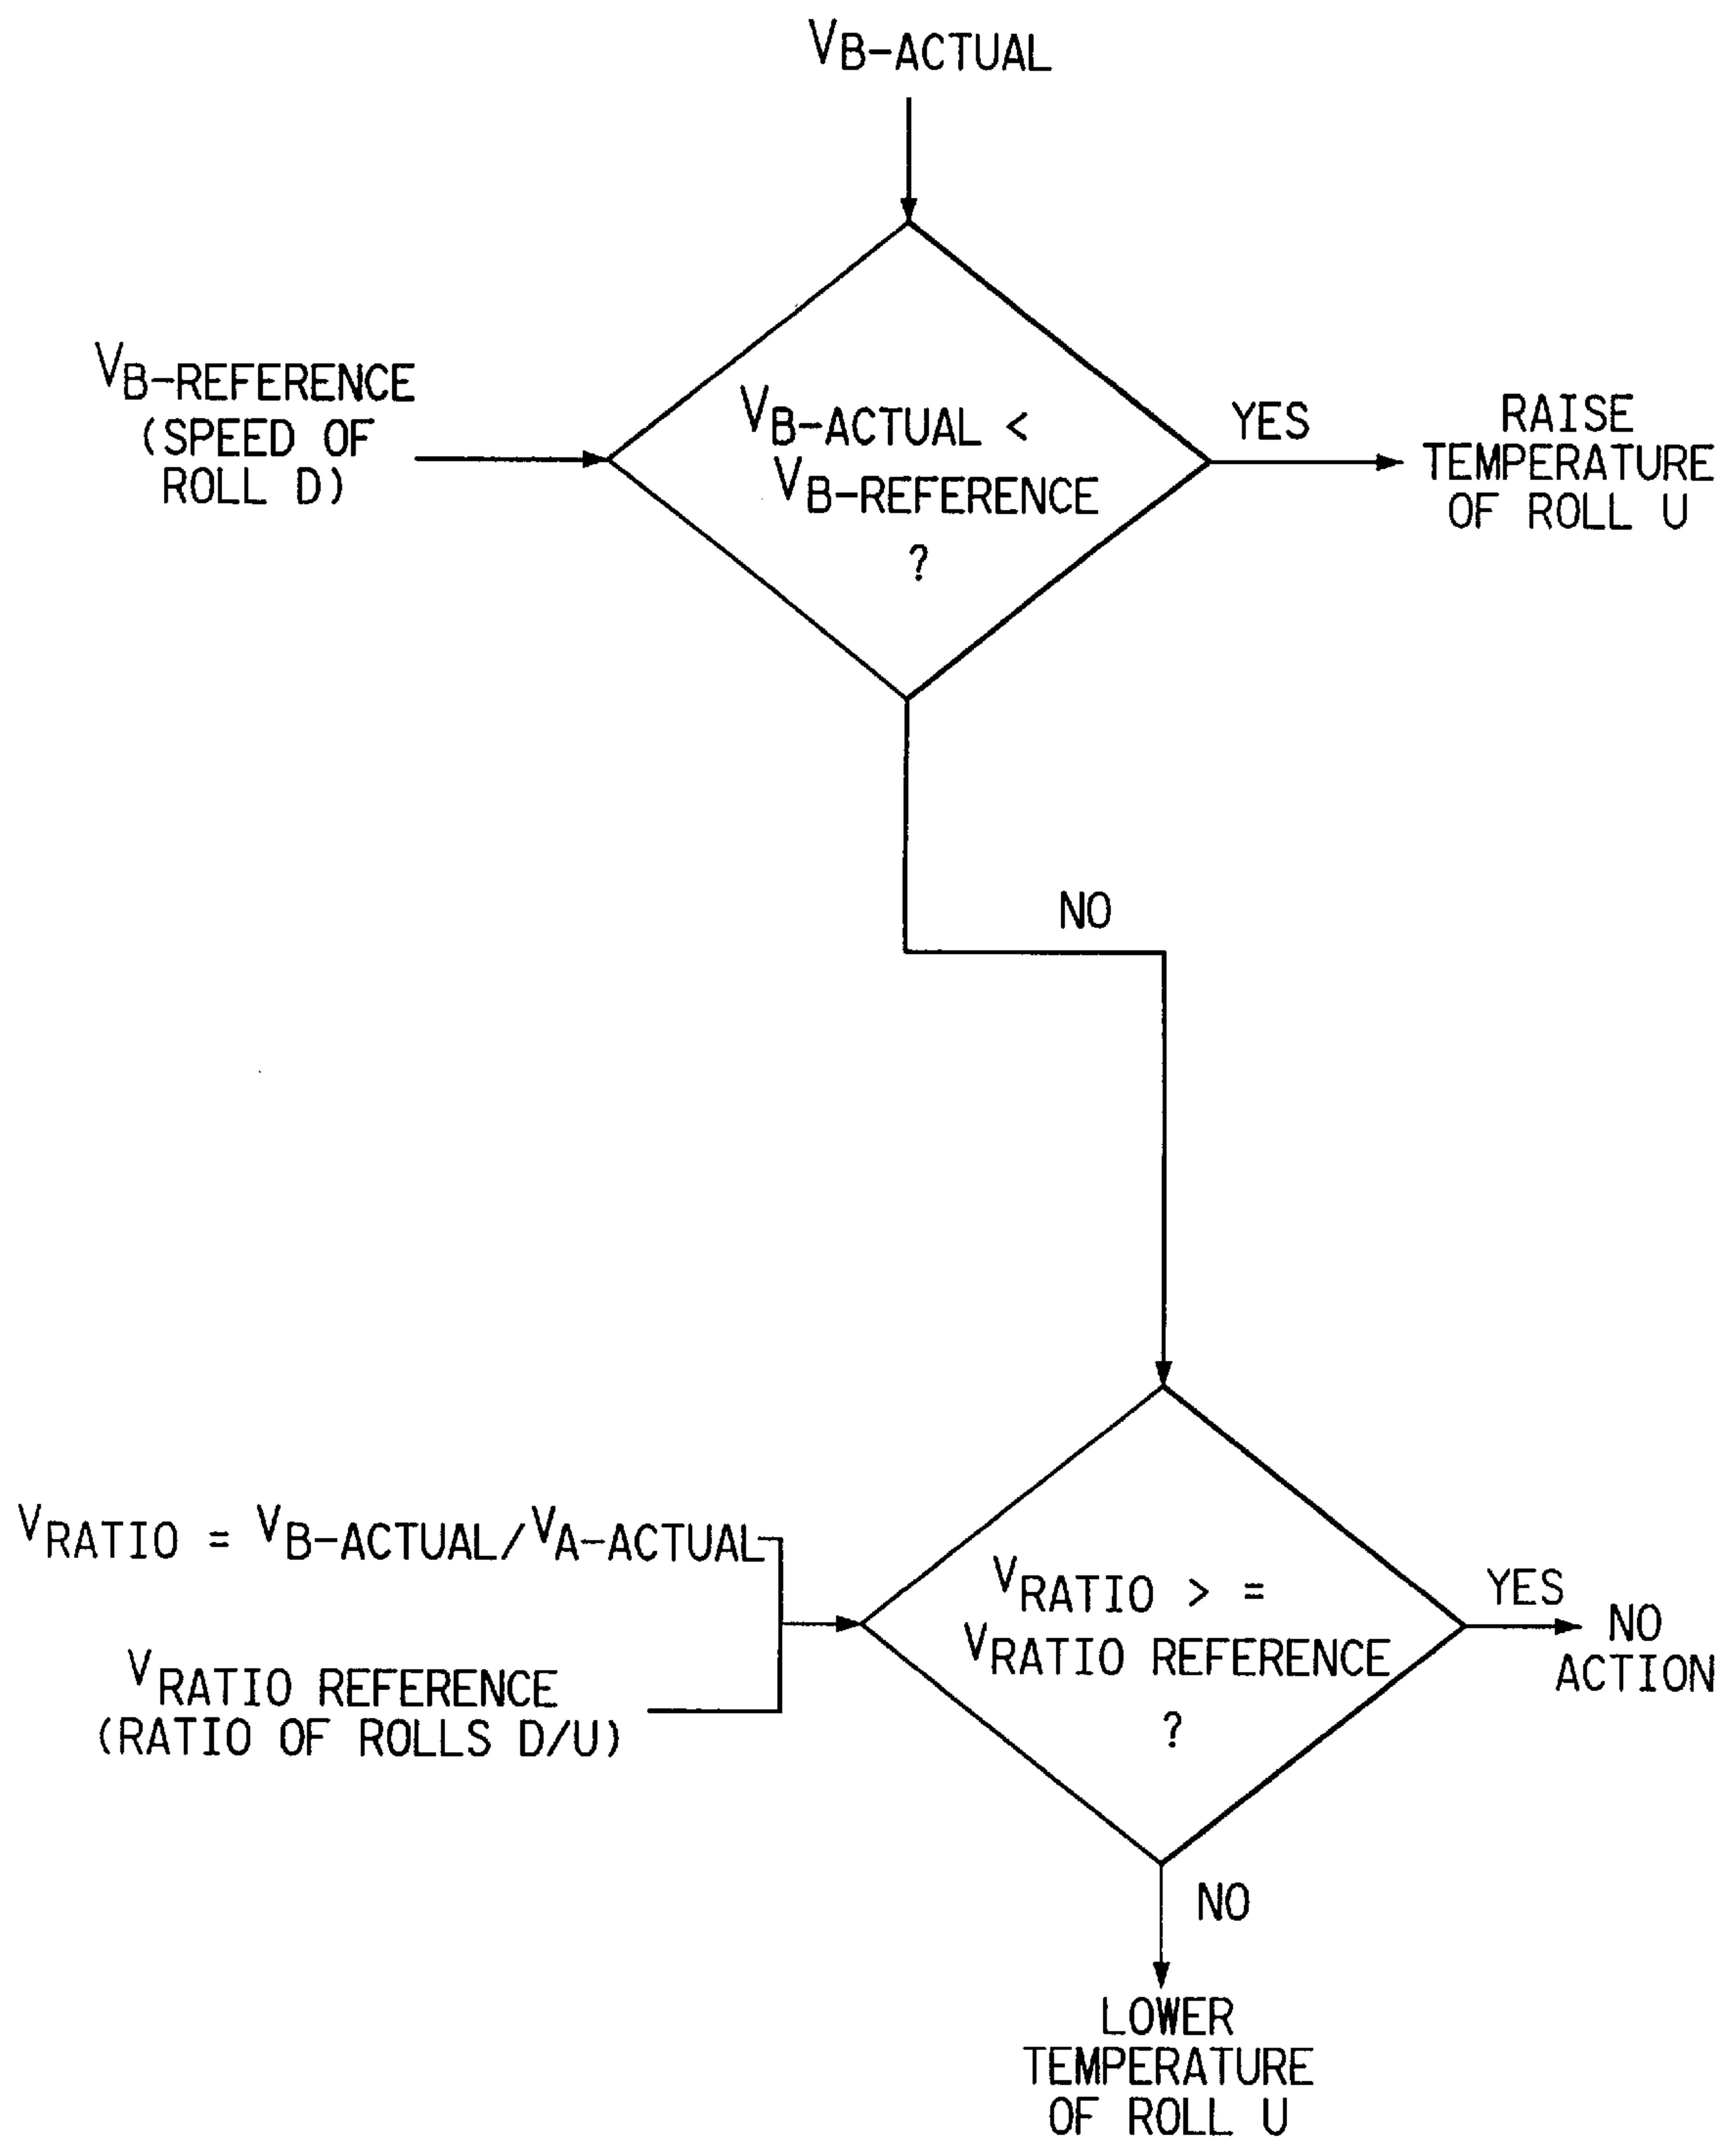 VB-ACTUAL
VB-REFERENCE
(SPEED OF
ROLL D)
VB-ACTUAL <
VB-REFERENCE
?
YES
RAISE
TEMPERATURE
OF ROLL U
NO
VRATIO = VB-ACTUAL/VA-ACTUAL
VRATIO REFERENCE
(RATIO OF ROLLS D/U)
VRATIO > =
VRATIO REFERENCE
?
YES
NO
ACTION
NO
LOWER
TEMPERATURE
OF ROLL U